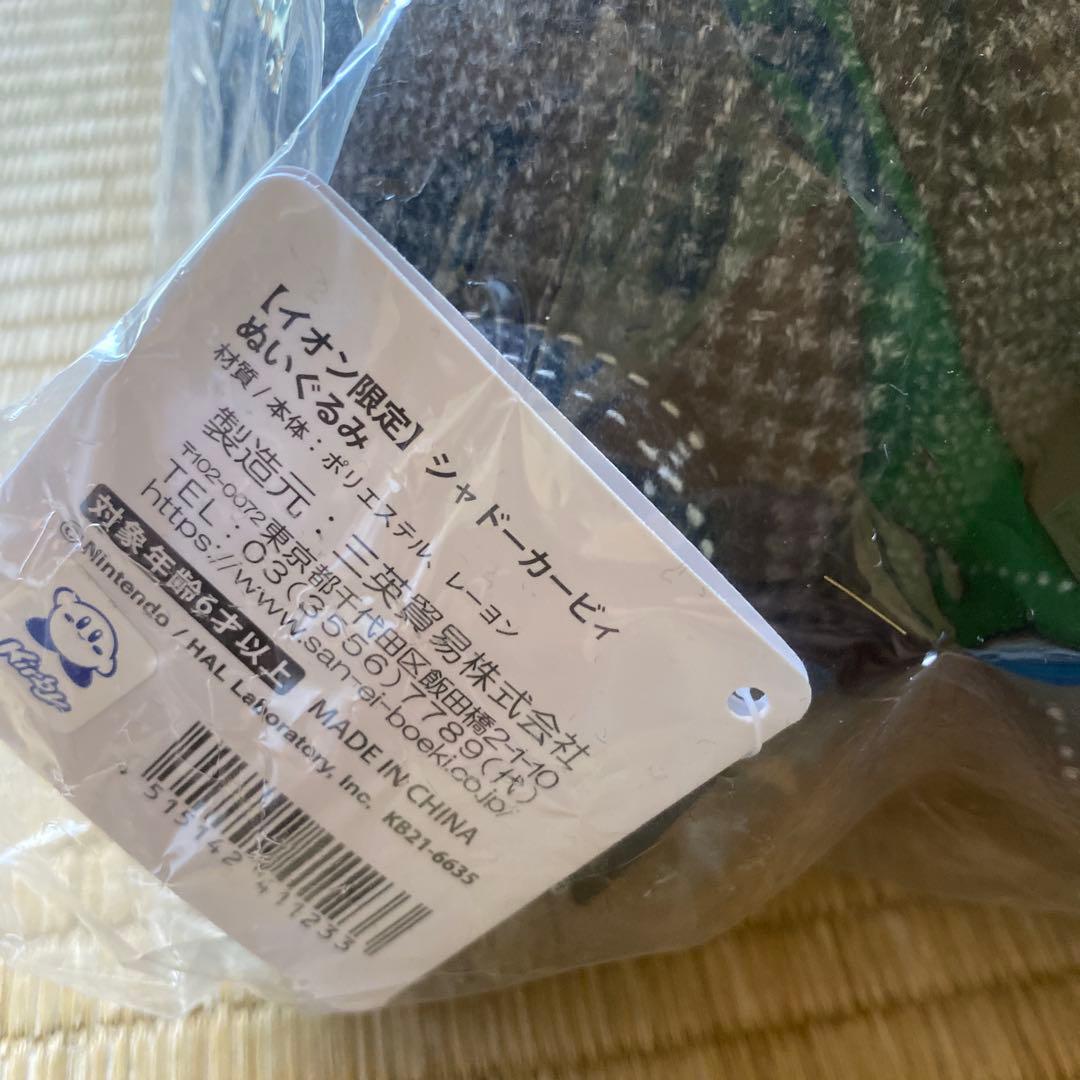 【イオン限定】シャドーカービィ
ぬいぐるみ
材質/本体：ポリエステル、レーヨン
製造元：三英貿易株式会社
〒102-0072東京都千代田区飯田橋2-1-10
TEL：03(3556)7789(代)
https://www.san-ei-boeki.co.jp/
対象年齢6才以上 MADE IN CHINA
© Nintendo / HAL Laboratory, Inc. KB21-6635
Kirby
515142 411233